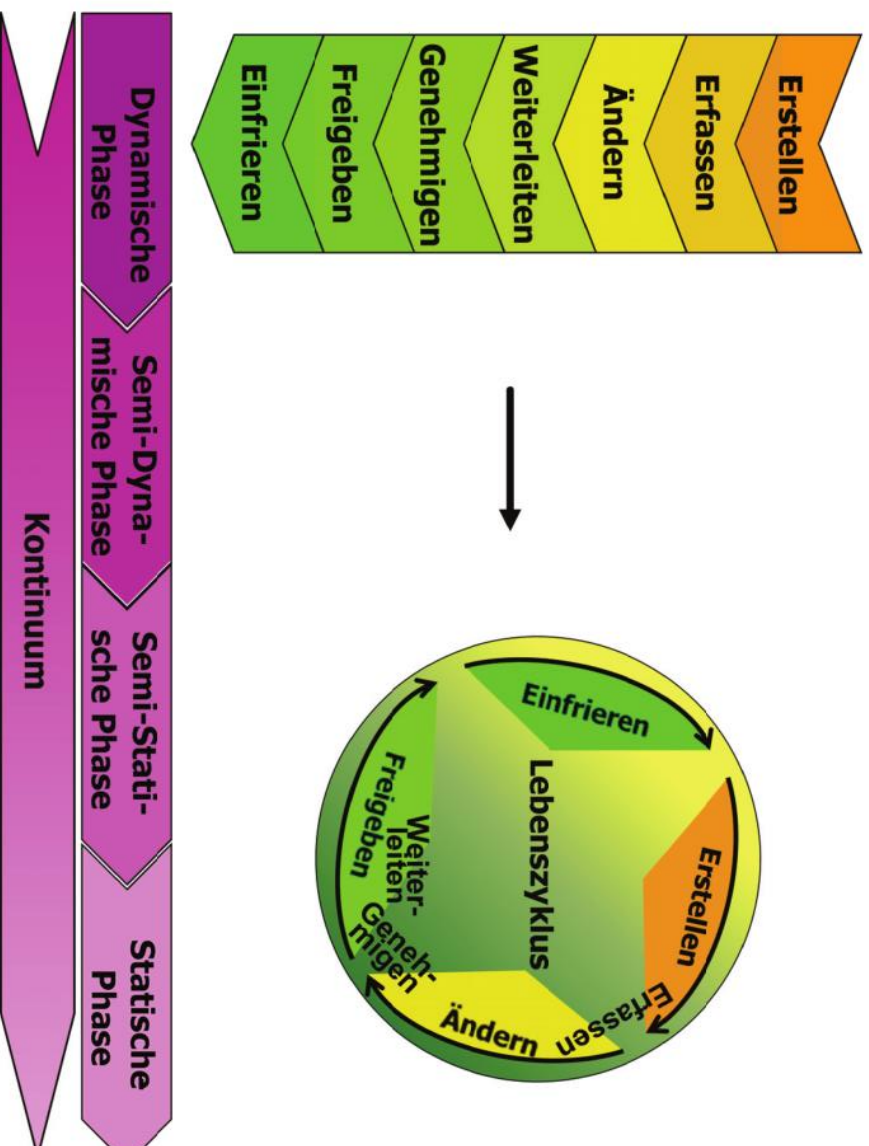 Erstellen
Erfassen
Ändern
Weiterleiten
Genehmigen
Freigeben
Einfrieren
Lebenszyklus
Einfrieren
Erstellen
Erfassen
Ändern
Geneh-
migen
Weiter-
leiten
Freigeben
Dynamische
Phase
Semi-Dyna-
mische Phase
Semi-Stati-
sche Phase
Statische
Phase
Kontinuum